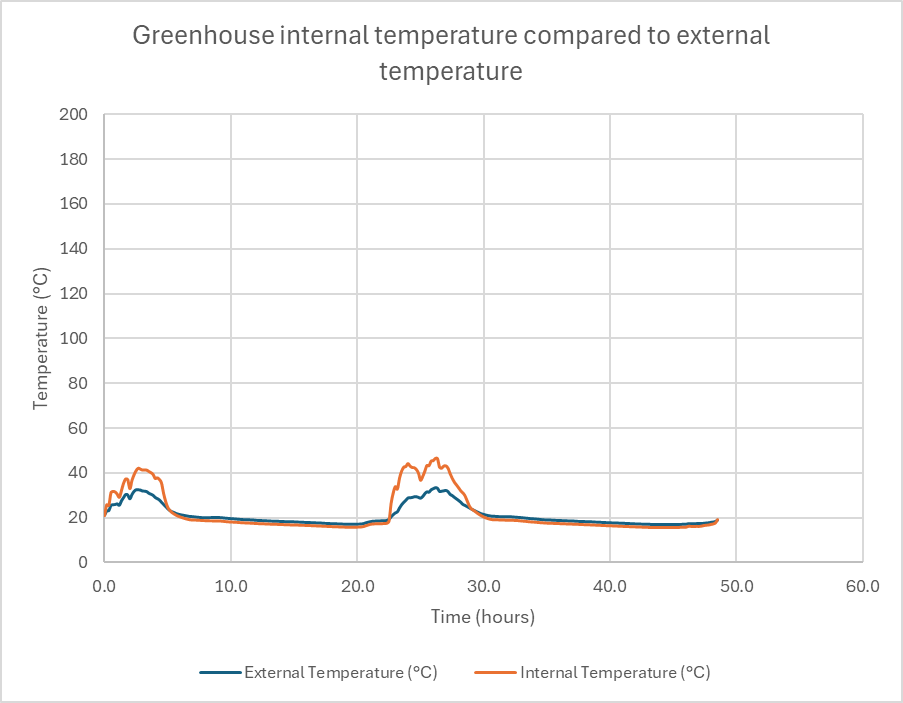 Greenhouse internal temperature compared to external
temperature
200
180
160
140
120
100
80
60
40
20
0
Temperature (°C)
0.0 10.0 20.0 30.0 40.0 50.0 60.0
Time (hours)
External Temperature (°C) Internal Temperature (°C)